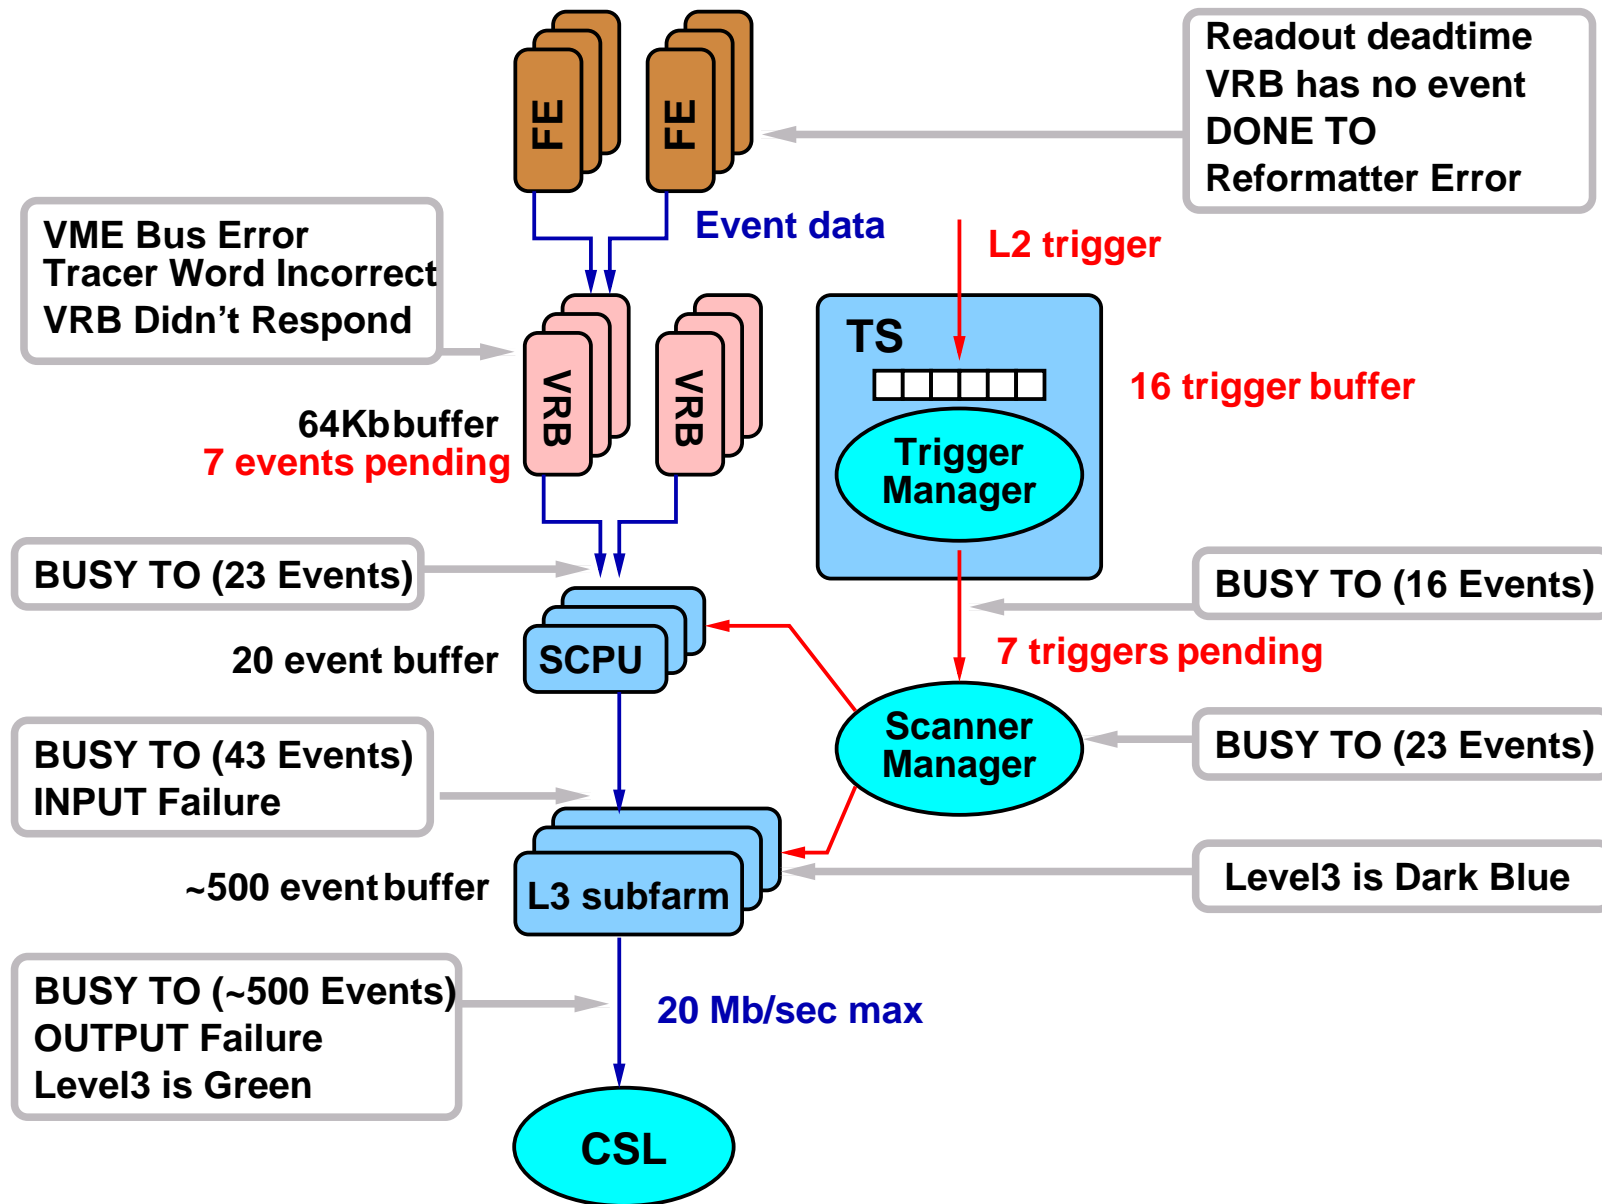 FE
FE
Readout deadtime
VRB has no event
DONE TO
Reformatter Error
Event data
L2 trigger
VME Bus Error
Tracer Word Incorrect
VRB Didn't Respond
TS
16 trigger buffer
VRB
VRB
64Kb buffer
7 events pending
Trigger
Manager
BUSY TO (23 Events)
BUSY TO (16 Events)
SCPU
20 event buffer
7 triggers pending
Scanner
Manager
BUSY TO (23 Events)
BUSY TO (43 Events)
INPUT Failure
~500 event buffer
L3 subfarm
Level3 is Dark Blue
BUSY TO (~500 Events)
OUTPUT Failure
Level3 is Green
20 Mb/sec max
CSL